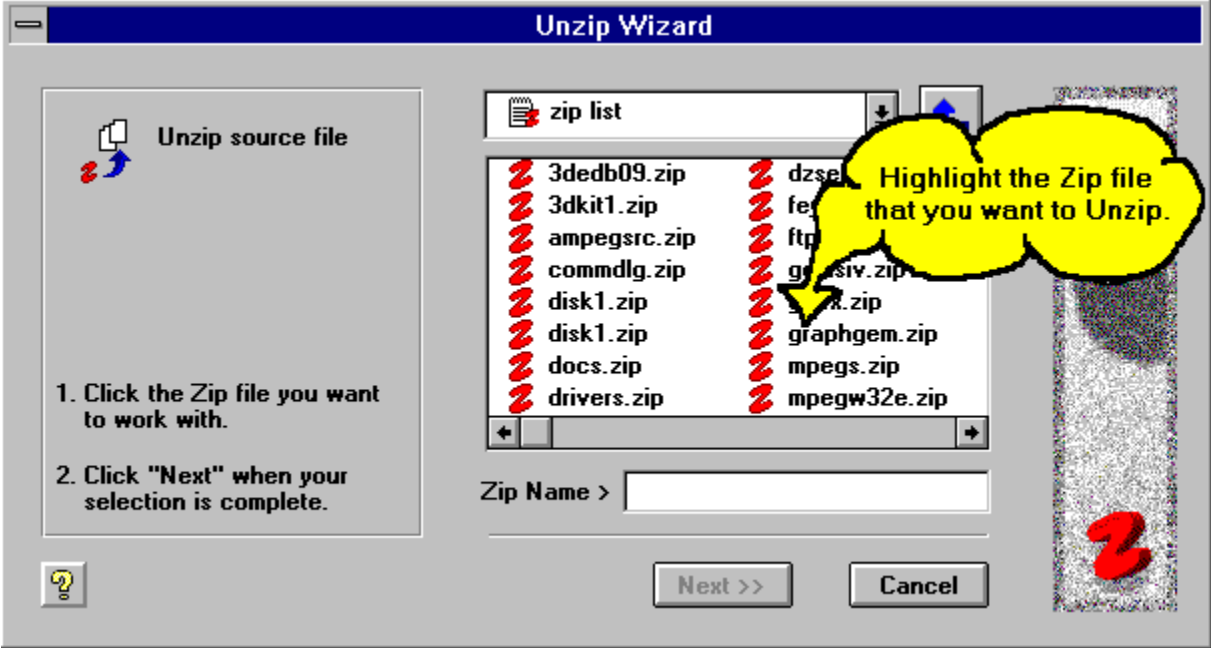 Unzip Wizard
Unzip source file
1. Click the Zip file you want
to work with.
2. Click "Next" when your
selection is complete.
zip list
3dedb09.zip
3dkit1.zip
ampegsrc.zip
commdlg.zip
disk1.zip
disk1.zip
docs.zip
drivers.zip
graphgem.zip
mpegs.zip
mpegw32e.zip
Highlight the Zip file
that you want to Unzip.
Zip Name >
Next >>
Cancel